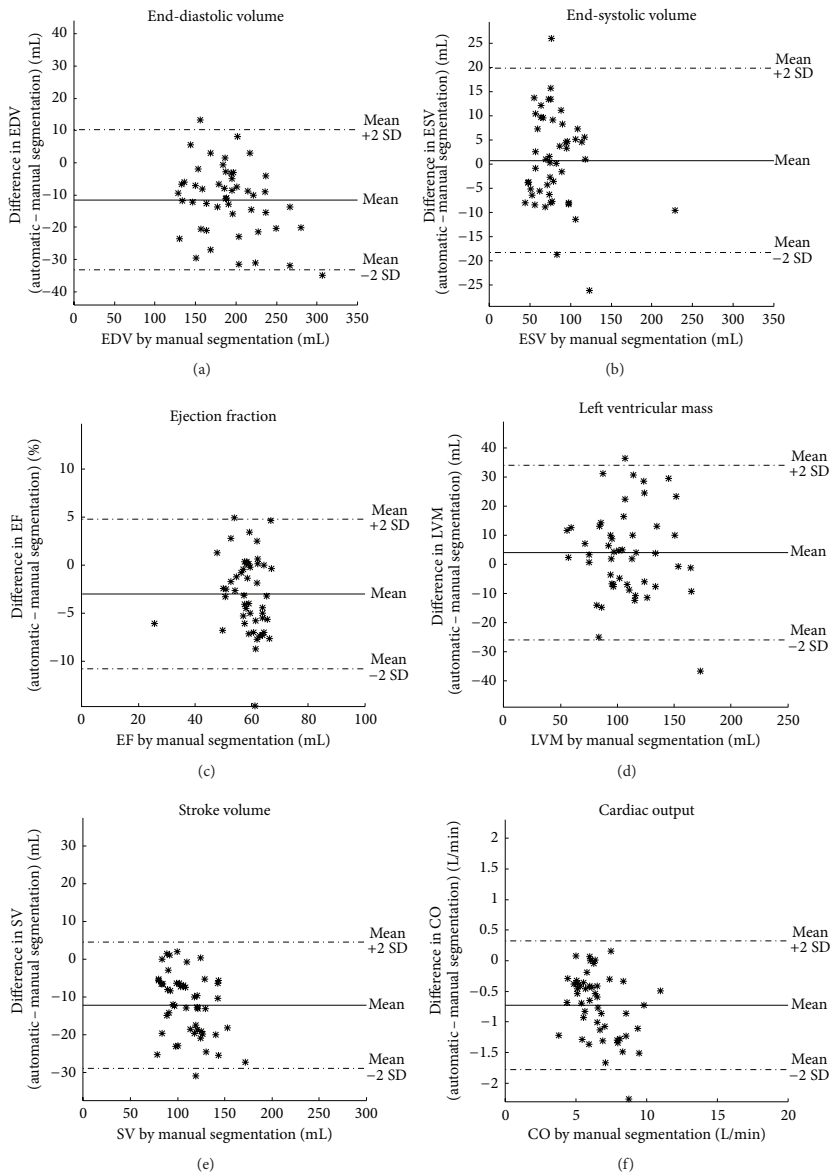 End-diastolic volume
Difference in EDV
(automatic – manual segmentation) (mL)
40
30
20
10
0
−10
−20
−30
−40
Mean
+2 SD
Mean
Mean
−2 SD
0 50 100 150 200 250 300 350
EDV by manual segmentation (mL)
(a)
End-systolic volume
Difference in ESV
(automatic – manual segmentation) (mL)
25
20
15
10
5
0
−5
−10
−15
−20
−25
Mean
+2 SD
Mean
Mean
−2 SD
0 50 100 150 200 250 300 350
ESV by manual segmentation (mL)
(b)
Ejection fraction
Difference in EF
(automatic – manual segmentation) (%)
10
5
0
−5
−10
Mean
+2 SD
Mean
Mean
−2 SD
0 20 40 60 80 100
EF by manual segmentation (mL)
(c)
Left ventricular mass
Difference in LVM
(automatic – manual segmentation) (mL)
40
30
20
10
0
−10
−20
−30
−40
Mean
+2 SD
Mean
Mean
−2 SD
0 50 100 150 200 250
LVM by manual segmentation (mL)
(d)
Stroke volume
Difference in SV
(automatic – manual segmentation) (mL)
30
20
10
0
−10
−20
−30
Mean
+2 SD
Mean
Mean
−2 SD
0 50 100 150 200 250 300
SV by manual segmentation (mL)
(e)
Cardiac output
Difference in CO
(automatic – manual segmentation) (L/min)
2
1.5
1
0.5
0
−0.5
−1
−1.5
−2
Mean
+2 SD
Mean
Mean
−2 SD
0 5 10 15 20
CO by manual segmentation (L/min)
(f)